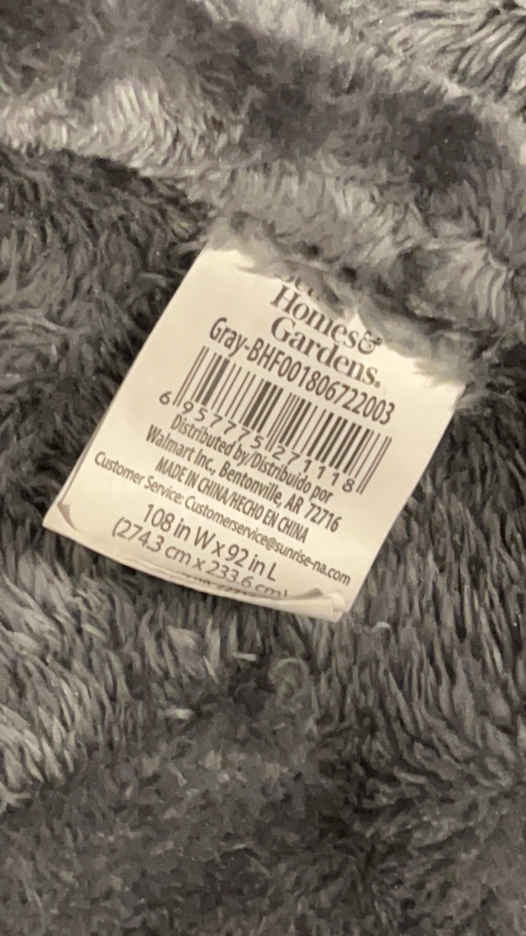 Homes&
Gardens®
Gray-BHF001806722003
6 957775 271118
Distributed by/Distribuido por
Walmart Inc., Bentonville, AR 72716
MADE IN CHINA/HECHO EN CHINA
Customer Service: Customerservice@sunrise-na.com
108 in W x 92 in L
(274.3 cm x 233.6 cm)